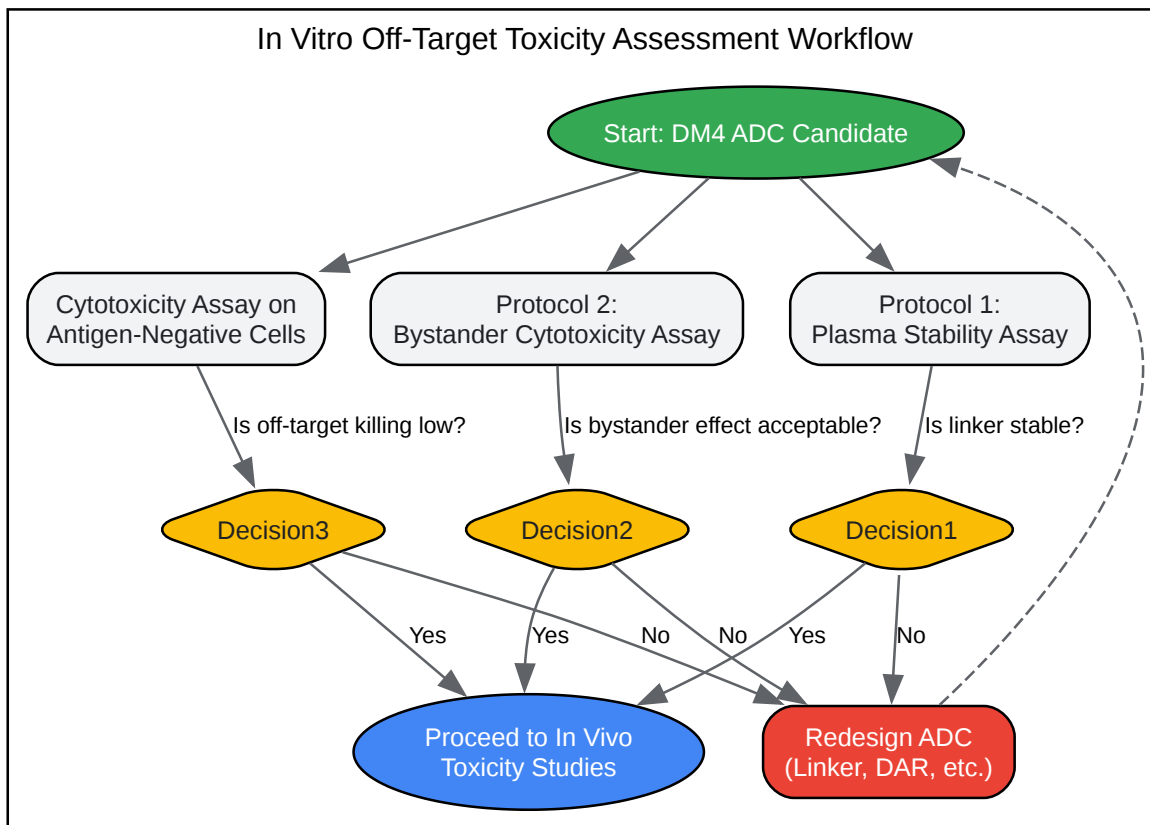 In Vitro Off-Target Toxicity Assessment Workflow
Start: DM4 ADC Candidate
Cytotoxicity Assay on
Antigen-Negative Cells
Protocol 2:
Bystander Cytotoxicity Assay
Protocol 1:
Plasma Stability Assay
Is off-target killing low?
Is bystander effect acceptable?
Is linker stable?
Decision3
Decision2
Decision1
Yes
Yes
No
No
Yes
No
Proceed to In Vivo
Toxicity Studies
Redesign ADC
(Linker, DAR, etc.)